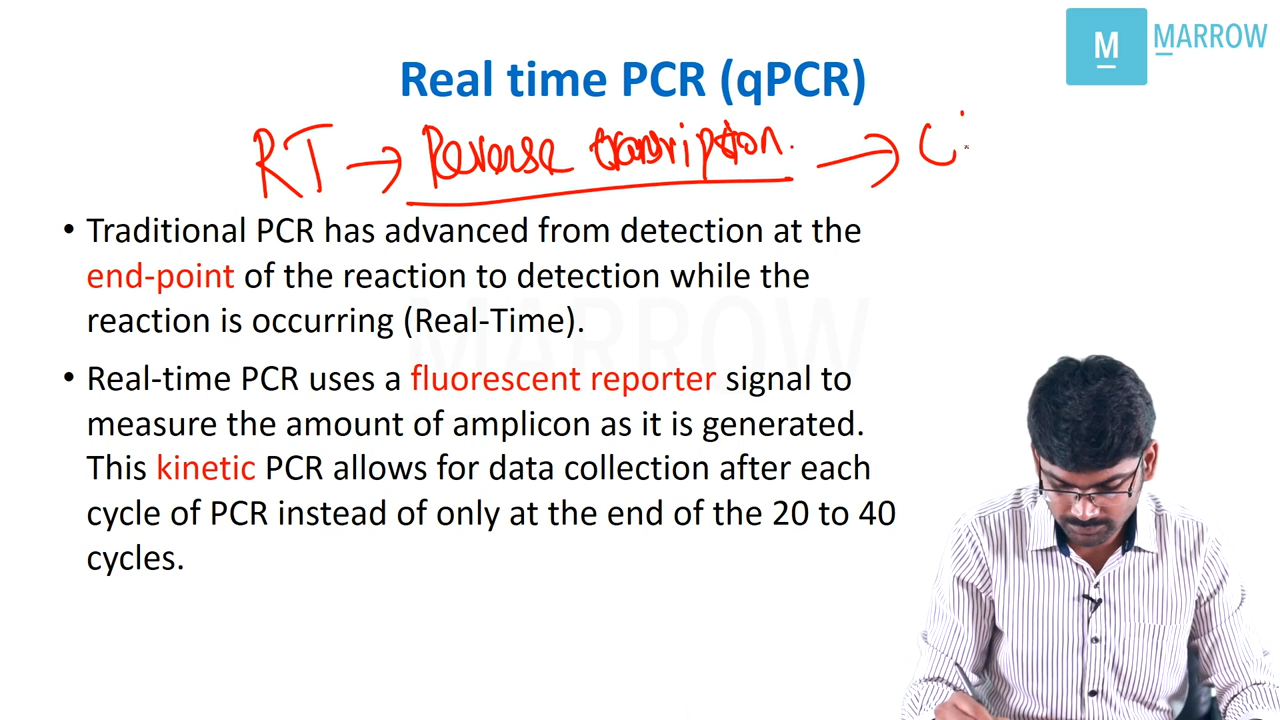 M MARROW
Real time PCR (qPCR)
RT → Reverse transription. → C
• Traditional PCR has advanced from detection at the
end-point of the reaction to detection while the
reaction is occurring (Real-Time).
MARROW
• Real-time PCR uses a fluorescent reporter signal to
measure the amount of amplicon as it is generated.
This kinetic PCR allows for data collection after each
cycle of PCR instead of only at the end of the 20 to 40
cycles.